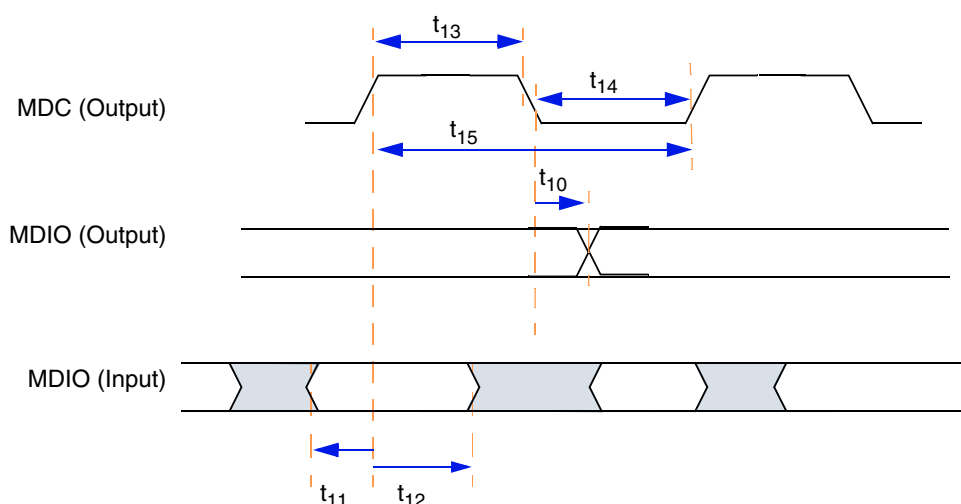 t13
t14
MDC (Output)
t15
t10
MDIO (Output)
MDIO (Input)
t11
t12